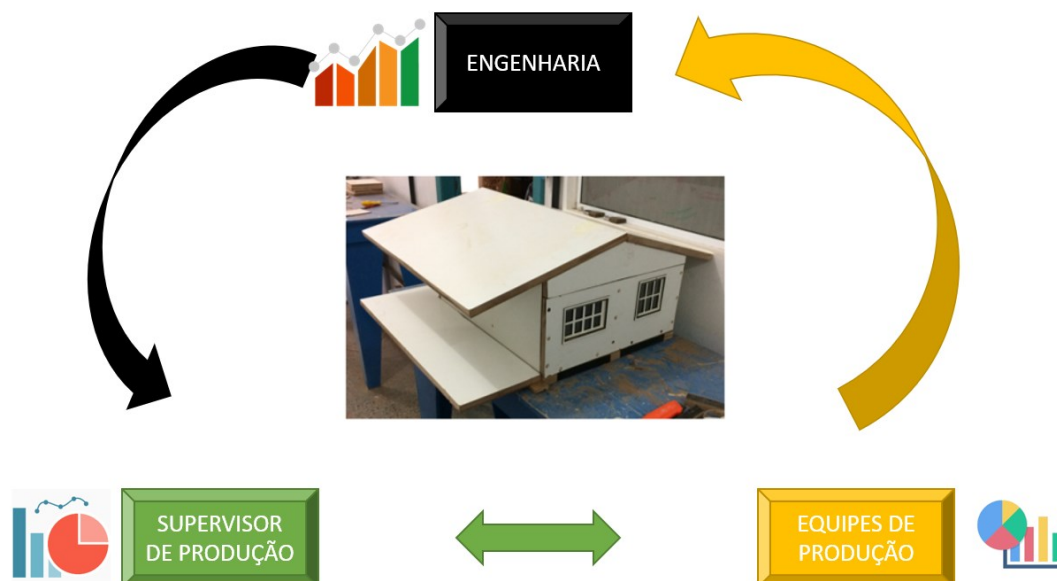 ENGENHARIA
SUPERVISOR
DE PRODUÇÃO
EQUIPES DE
PRODUÇÃO